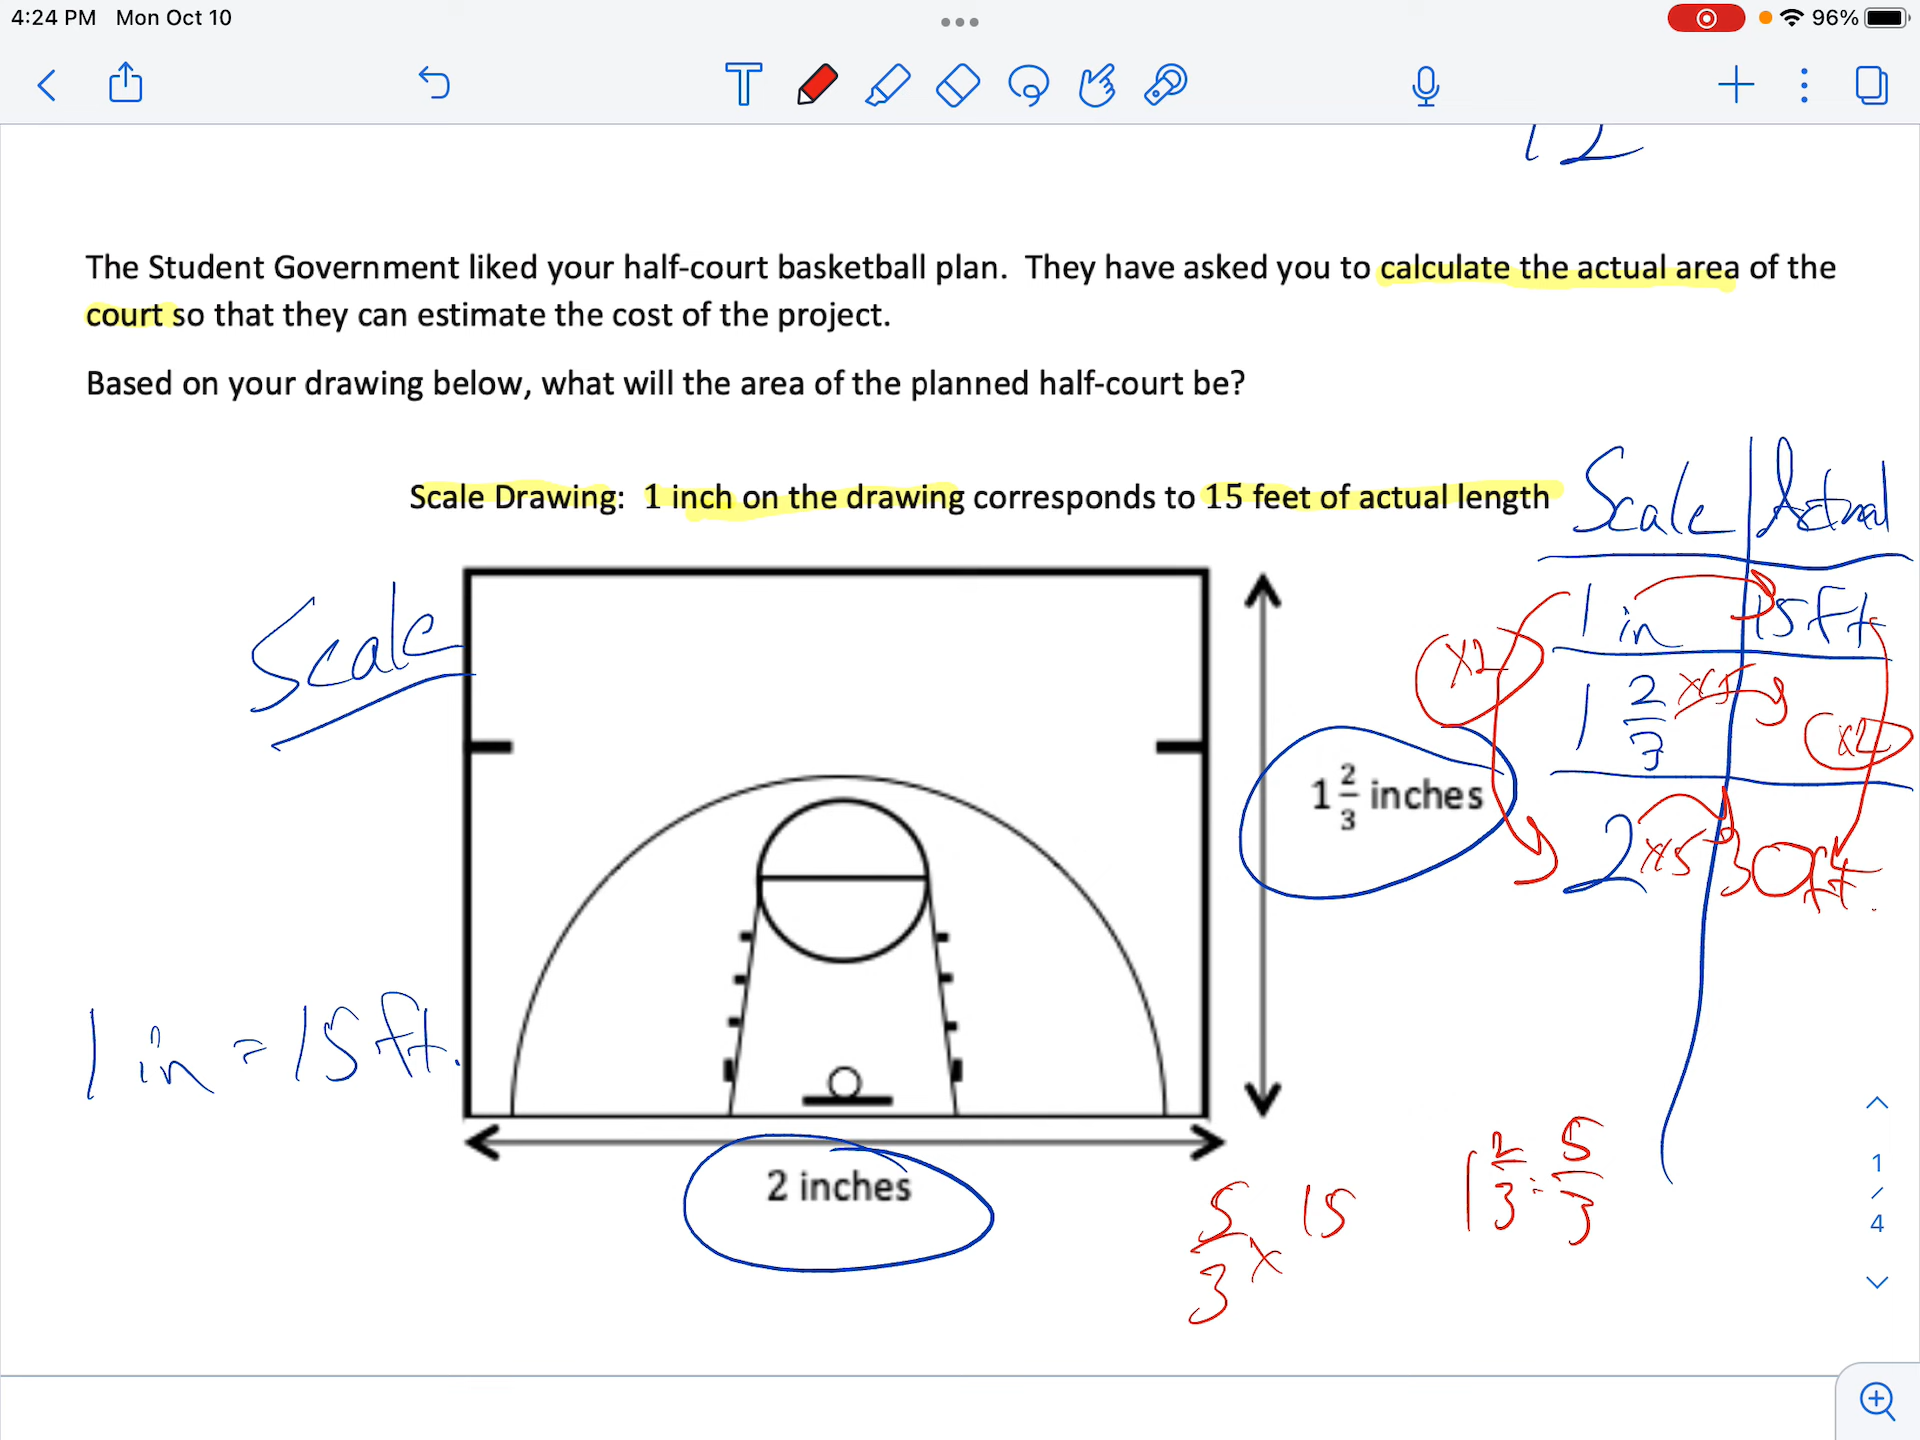 4:24 PM Mon Oct 10
96%
T
12
The Student Government liked your half-court basketball plan. They have asked you to calculate the actual area of the
court so that they can estimate the cost of the project.
Based on your drawing below, what will the area of the planned half-court be?
Scale Drawing: 1 inch on the drawing corresponds to 15 feet of actual length
Scale Actual
Scale
1 in 15 ft
x2
1 2/3 x15
x2
1 2/3 inches
2 x15 30 ft.
1 in = 15 ft.
2 inches
5/3 x 15
1 2/3 = 5/3
1
/
4